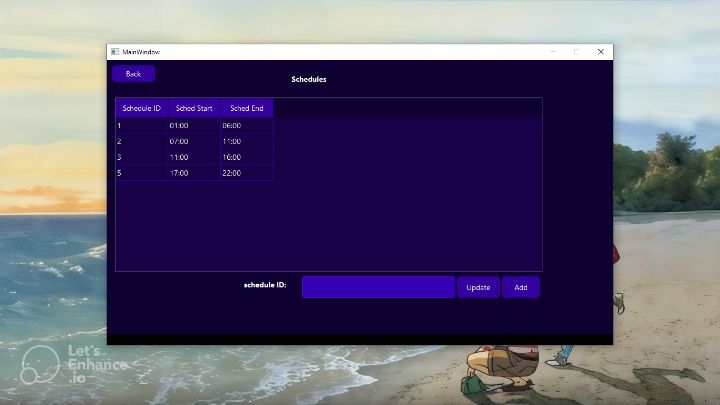 MainWindow
Back
Schedules
Schedule ID Sched Start Sched End
1 01:00 06:00
2 07:00 11:00
3 11:00 16:00
5 17:00 22:00
schedule ID: Update Add
Let's
Enhance
.io